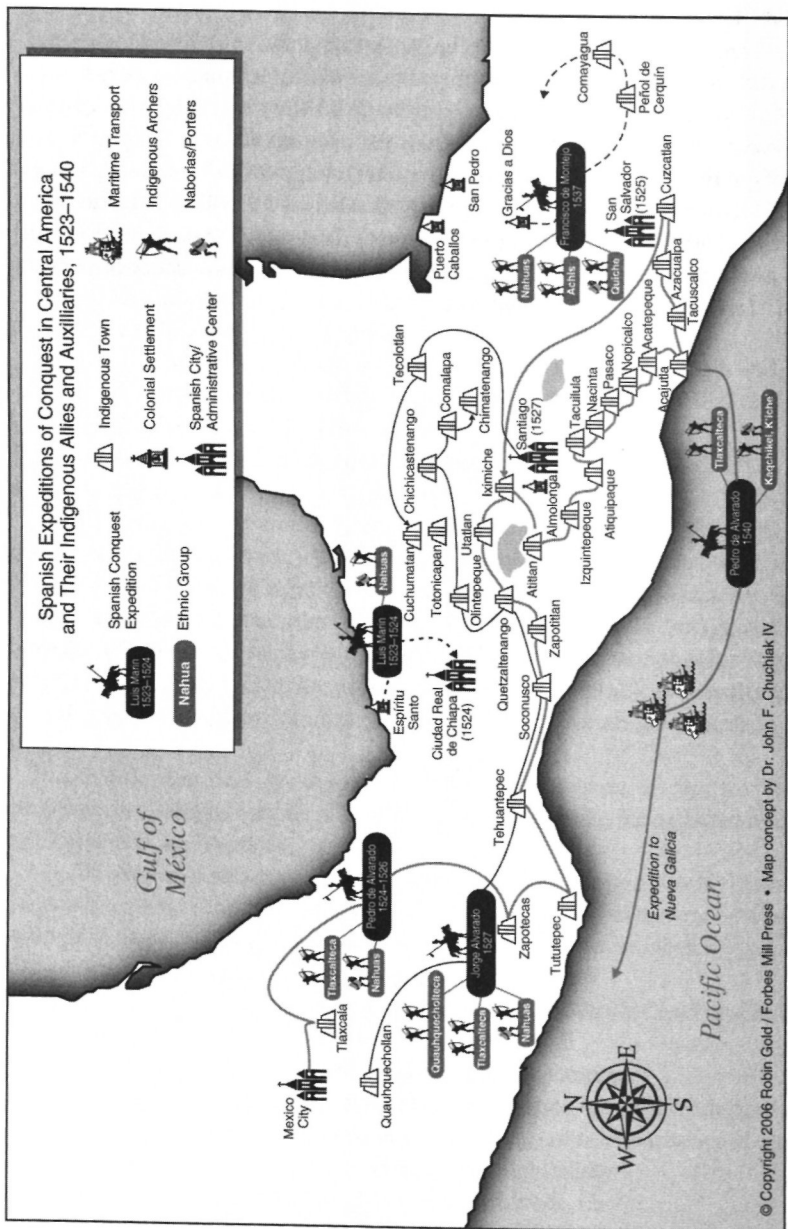 Spanish Expeditions of Conquest in Central America
and Their Indigenous Allies and Auxilliaries, 1523–1540
Luis Marin
1523–1524
Spanish Conquest
Expedition
Nahua
Ethnic Group
Indigenous Town
Colonial Settlement
Spanish City/
Administrative Center
Maritime Transport
Indigenous Archers
Naborias/Porters
Gulf of
México
Mexico
City
Tlaxcala
Tlaxcalteca
Nahuas
Pedro de Alvarado
1524–1526
Quauhquechollan
Quauhquecholteca
Tlaxcalteca
Nahuas
Jorge Alvarado
1527
Zapotecas
Tututepec
Tehuantepec
Soconusco
Zapotitlan
Quetzaltenango
Espíritu
Santo
Luis Marin
1523–1524
Nahuas
Ciudad Real
de Chiapa
(1524)
Cuchumatan
Totonicapan
Olintepeque
Utatlan
Chichicastenango
Tecolotlan
Comalapa
Chimatenango
Iximiche
Santiago
(1527)
Almolonga
Atitlan
Izquintepeque
Atiquipaque
Tacuilula
Nacinta
Pasaco
Nopicalco
Acatepeque
Acajutla
Tacuscalco
Azacualpa
Cuzcatlan
San
Salvador
(1525)
Puerto
Caballos
San Pedro
Gracias a Dios
Nahuas
Achis
Quiche
Francisco de Montejo
1537
Comayagua
Peñol de
Cerquín
Tlaxcalteca
Kaqchikel, K'iche'
Pedro de Alvarado
1540
Expedition to
Nueva Galicia
Pacific Ocean
N
W
E
S
© Copyright 2006 Robin Gold / Forbes Mill Press • Map concept by Dr. John F. Chuchiak IV